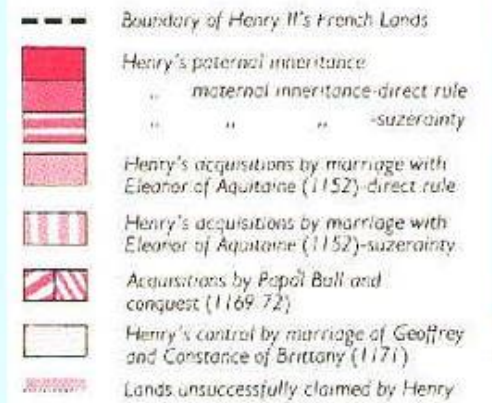 Boundary of Henry II's French Lands
Henry's paternal inheritance
„ maternal inheritance-direct rule
„ „ „ -suzerainty
Henry's acquisitions by marriage with
Eleanor of Aquitaine (1152)-direct rule
Henry's acquisitions by marriage with
Eleanor of Aquitaine (1152)-suzerainty
Acquisitions by Papal Bull and
conquest (1169-72)
Henry's control by marriage of Geoffrey
and Constance of Brittany (1171)
Lands unsuccessfully claimed by Henry